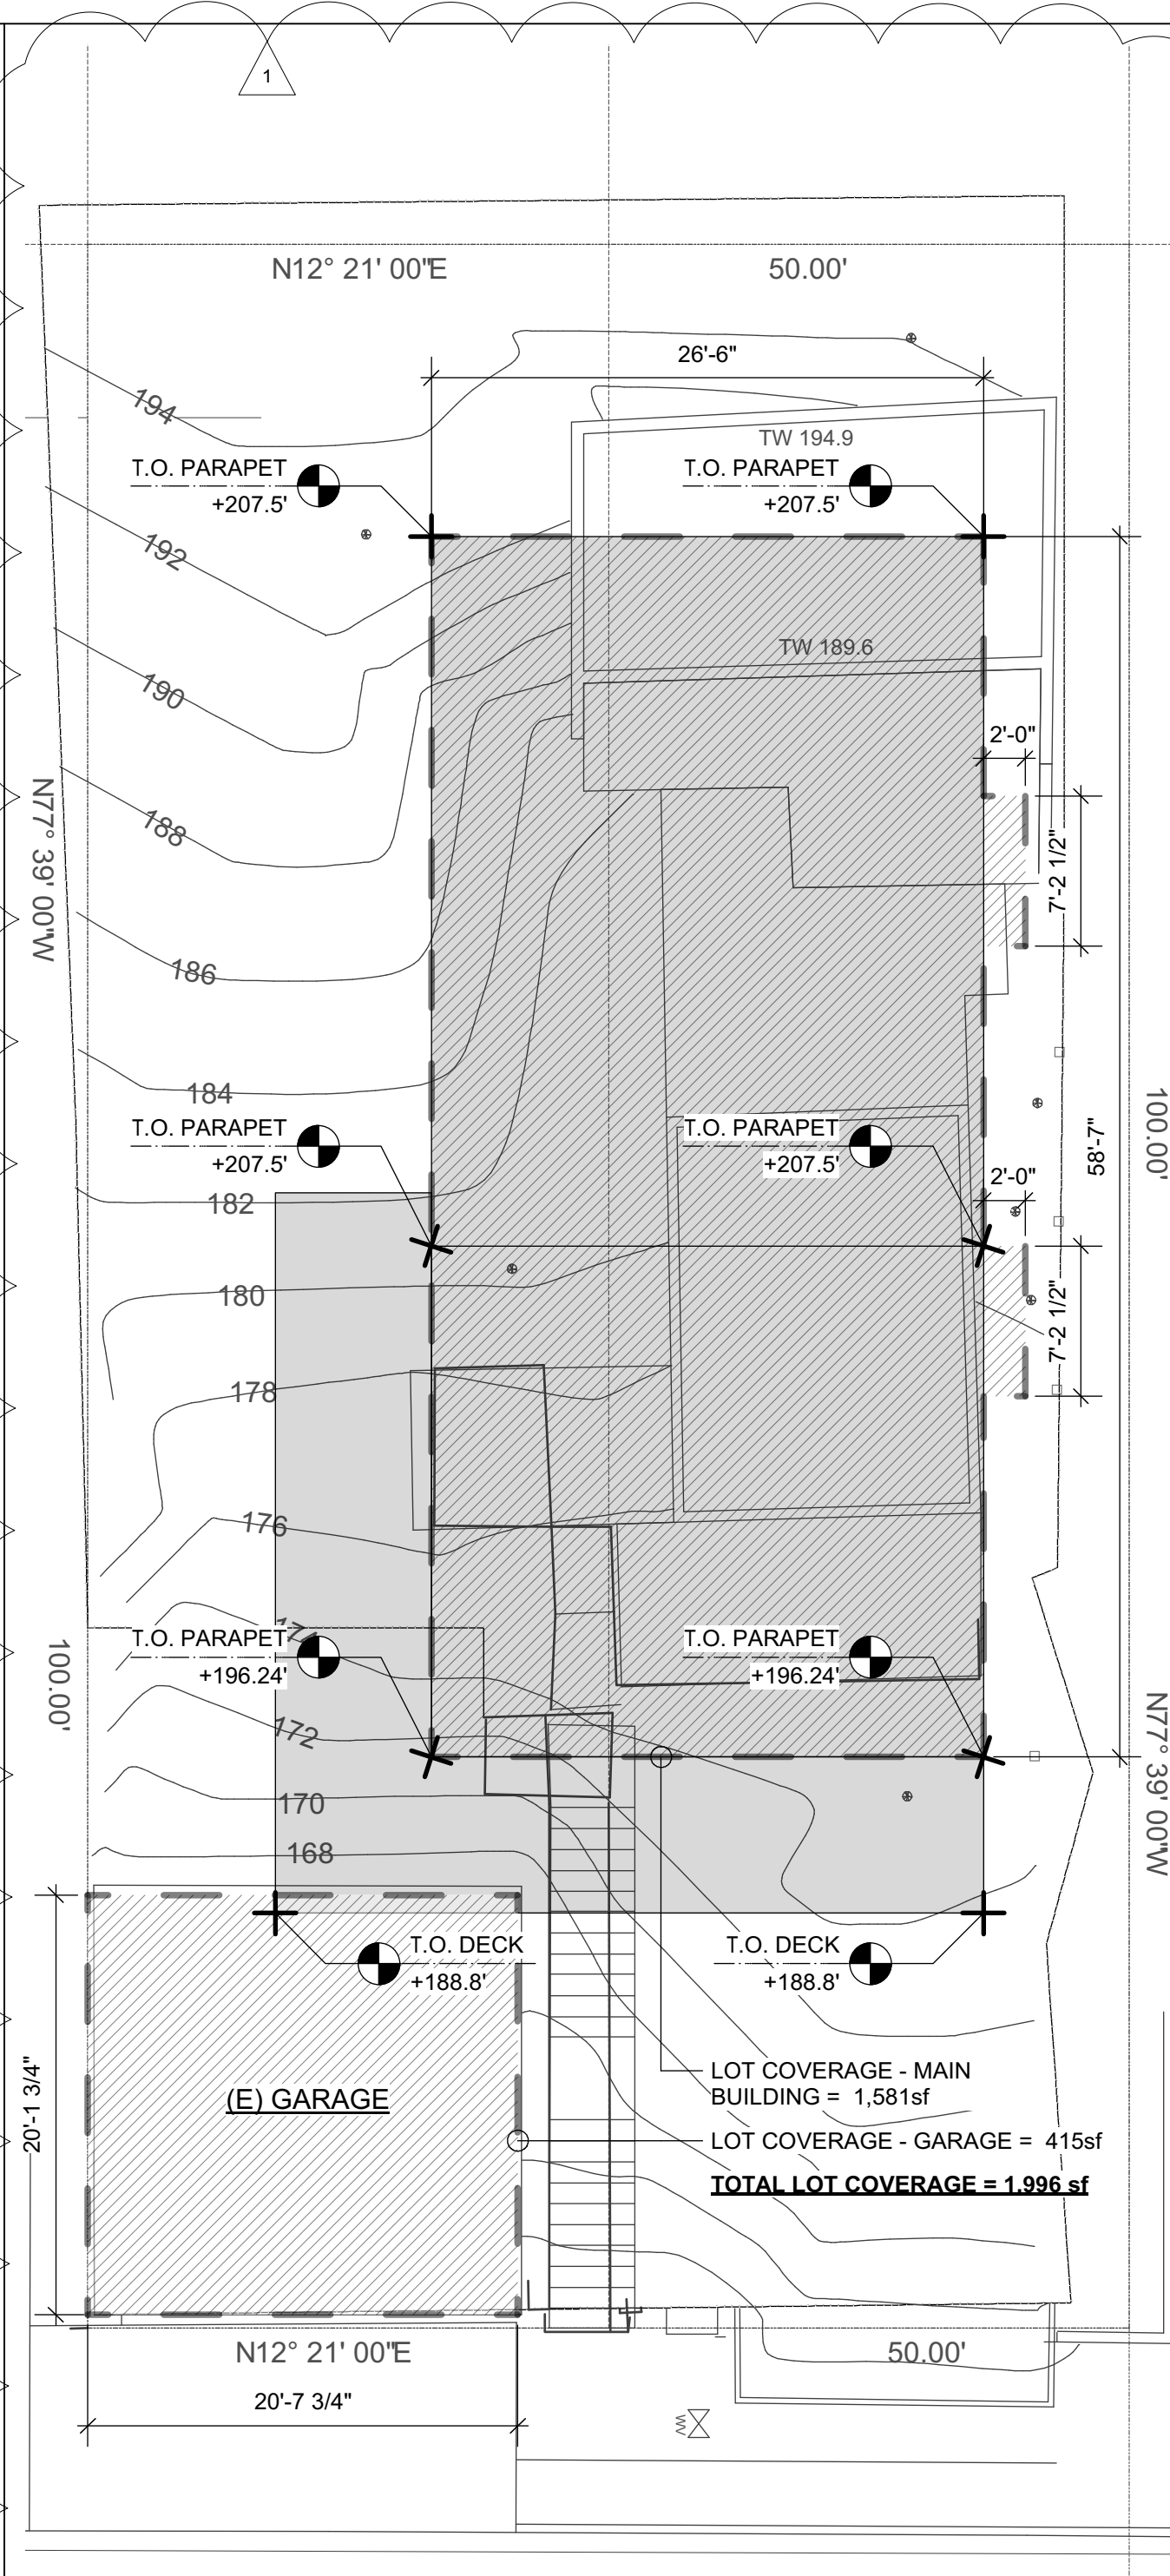 1
N12° 21' 00"E
50.00'
26'-6"
194
TW 194.9
T.O. PARAPET
+207.5'
T.O. PARAPET
+207.5'
192
TW 189.6
190
2'-0"
N77° 39' 00"W
188
7'-2 1/2"
186
184
100.00'
T.O. PARAPET
+207.5'
T.O. PARAPET
+207.5'
58'-7"
2'-0"
182
180
7'-2 1/2"
178
176
T.O. PARAPET
+196.24'
T.O. PARAPET
+196.24'
100.00'
172
N77° 39' 00"W
170
168
T.O. DECK
+188.8'
T.O. DECK
+188.8'
LOT COVERAGE - MAIN
BUILDING = 1,581sf
(E) GARAGE
20'-1 3/4"
LOT COVERAGE - GARAGE = 415sf
TOTAL LOT COVERAGE = 1,996 sf
N12° 21' 00"E
50.00'
20'-7 3/4"